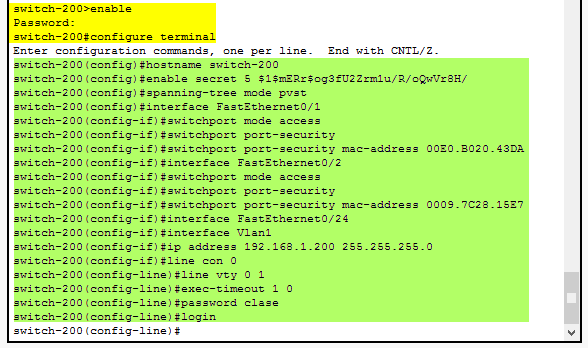 switch-200>enable
Password:
switch-200#configure terminal
Enter configuration commands, one per line.  End with CNTL/Z.
switch-200(config)#hostname switch-200
switch-200(config)#enable secret 5 $1$mERr$og3fU2Zrm1u/R/oQwVr8H/
switch-200(config)#spanning-tree mode pvst
switch-200(config)#interface FastEthernet0/1
switch-200(config-if)#switchport mode access
switch-200(config-if)#switchport port-security
switch-200(config-if)#switchport port-security mac-address 00E0.B020.43DA
switch-200(config-if)#interface FastEthernet0/2
switch-200(config-if)#switchport mode access
switch-200(config-if)#switchport port-security
switch-200(config-if)#switchport port-security mac-address 0009.7C28.15E7
switch-200(config-if)#interface FastEthernet0/24
switch-200(config-if)#interface Vlan1
switch-200(config-if)#ip address 192.168.1.200 255.255.255.0
switch-200(config-if)#line con 0
switch-200(config-line)#line vty 0 1
switch-200(config-line)#exec-timeout 1 0
switch-200(config-line)#password clase
switch-200(config-line)#login
switch-200(config-line)#